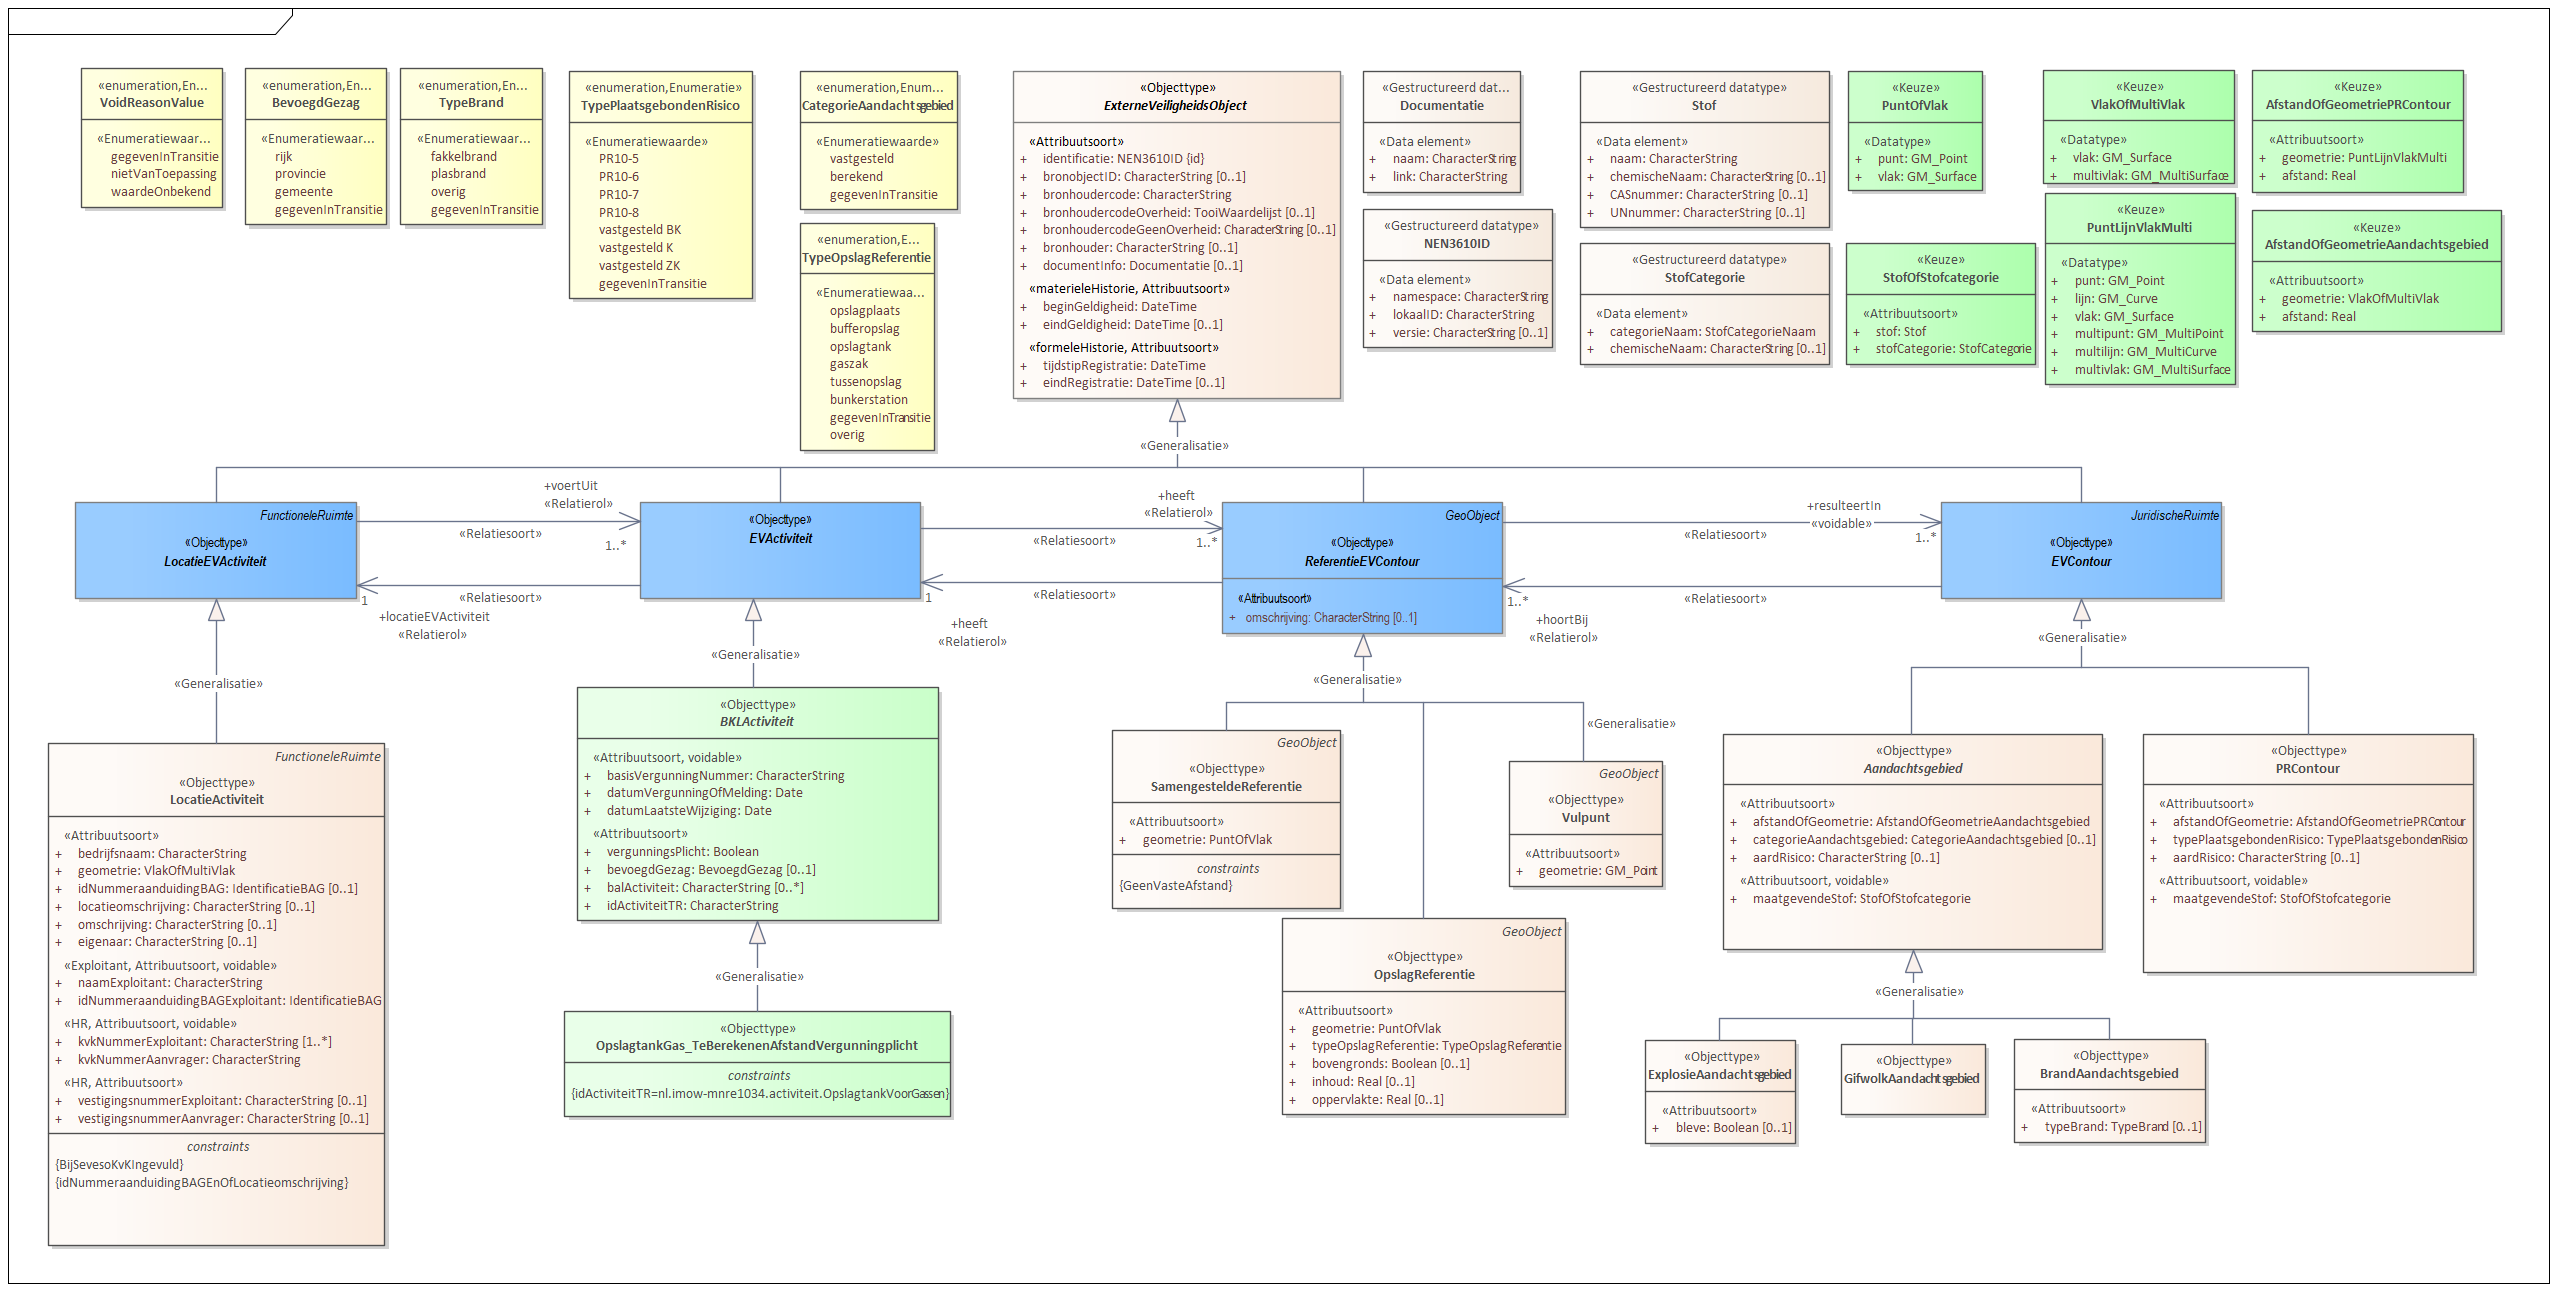 «enumeration,En...
VoidReasonValue
«Enumeratiewaar...
gegevenInTransitie
nietVanToepassing
waardeOnbekend
«enumeration,En...
BevoegdGezag
«Enumeratiewaar...
rijk
provincie
gemeente
gegevenInTransitie
«enumeration,En...
TypeBrand
«Enumeratiewaar...
fakkelbrand
plasbrand
overig
gegevenInTransitie
«enumeration,Enumeratie»
TypePlaatsgebondenRisico
«Enumeratiewaarde»
PR10-5
PR10-6
PR10-7
PR10-8
vastgesteld BK
vastgesteld K
vastgesteld ZK
gegevenInTransitie
«enumeration,Enum...
CategorieAandachtsgebied
«Enumeratiewaarde»
vastgesteld
berekend
gegevenInTransitie
«enumeration,E...
TypeOpslagReferentie
«Enumeratiewaa...
opslagplaats
bufferopslag
opslagtank
gaszak
tussenopslag
bunkerstation
gegevenInTransitie
overig
«Objecttype»
ExterneVeiligheidsObject
«Attribuutsoort»
+ identificatie: NEN3610ID {id}
+ bronobjectID: CharacterString [0..1]
+ bronhoudercode: CharacterString
+ bronhoudercodeOverheid: TooiWaardelijst [0..1]
+ bronhoudercodeGeenOverheid: CharacterString [0..1]
+ bronhouder: CharacterString [0..1]
+ documentInfo: Documentatie [0..1]
«materieleHistorie, Attribuutsoort»
+ beginGeldigheid: DateTime
+ eindGeldigheid: DateTime [0..1]
«formeleHistorie, Attribuutsoort»
+ tijdstipRegistratie: DateTime
+ eindRegistratie: DateTime [0..1]
«Gestructureerd dat...
Documentatie
«Data element»
+ naam: CharacterString
+ link: CharacterString
«Gestructureerd datatype»
NEN3610ID
«Data element»
+ namespace: CharacterString
+ lokaalID: CharacterString
+ versie: CharacterString [0..1]
«Gestructureerd datatype»
Stof
«Data element»
+ naam: CharacterString
+ chemischeNaam: CharacterString [0..1]
+ CASnummer: CharacterString [0..1]
+ UNnummer: CharacterString [0..1]
«Gestructureerd datatype»
StofCategorie
«Data element»
+ categorieNaam: StofCategorieNaam
+ chemischeNaam: CharacterString [0..1]
«Keuze»
PuntOfVlak
«Datatype»
+ punt: GM_Point
+ vlak: GM_Surface
«Keuze»
StofOfStofcategorie
«Attribuutsoort»
+ stof: Stof
+ stofCategorie: StofCategorie
«Keuze»
VlakOfMultiVlak
«Datatype»
+ vlak: GM_Surface
+ multivlak: GM_MultiSurface
«Keuze»
PuntLijnVlakMulti
«Datatype»
+ punt: GM_Point
+ lijn: GM_Curve
+ vlak: GM_Surface
+ multipunt: GM_MultiPoint
+ multilijn: GM_MultiCurve
+ multivlak: GM_MultiSurface
«Keuze»
AfstandOfGeometriePRContour
«Attribuutsoort»
+ geometrie: PuntLijnVlakMulti
+ afstand: Real
«Keuze»
AfstandOfGeometrieAandachtsgebied
«Attribuutsoort»
+ geometrie: VlakOfMultiVlak
+ afstand: Real
«Generalisatie»
FunctioneleRuimte
«Objecttype»
LocatieEVActiviteit
+voertUit
«Relatierol»
«Relatiesoort»
1..*
«Relatiesoort»
1
+locatieEVActiviteit
«Relatierol»
«Objecttype»
EVActiviteit
+heeft
«Relatierol»
«Relatiesoort»
1..*
«Relatiesoort»
1
+heeft
«Relatierol»
GeoObject
«Objecttype»
ReferentieEVContour
«Attribuutsoort»
+ omschrijving: CharacterString [0..1]
+resulteertIn
«voidable»
«Relatiesoort»
1..*
«Relatiesoort»
1..*
+hoortBij
«Relatierol»
JuridischeRuimte
«Objecttype»
EVContour
«Generalisatie»
«Generalisatie»
«Generalisatie»
«Generalisatie»
«Generalisatie»
FunctioneleRuimte
«Objecttype»
LocatieActiviteit
«Attribuutsoort»
+ bedrijfsnaam: CharacterString
+ geometrie: VlakOfMultiVlak
+ idNummeraanduidingBAG: IdentificatieBAG [0..1]
+ locatieomschrijving: CharacterString [0..1]
+ omschrijving: CharacterString [0..1]
+ eigenaar: CharacterString [0..1]
«Exploitant, Attribuutsoort, voidable»
+ naamExploitant: CharacterString
+ idNummeraanduidingBAGExploitant: IdentificatieBAG
«HR, Attribuutsoort, voidable»
+ kvkNummerExploitant: CharacterString [1..*]
+ kvkNummerAanvrager: CharacterString
«HR, Attribuutsoort»
+ vestigingsnummerExploitant: CharacterString [0..1]
+ vestigingsnummerAanvrager: CharacterString [0..1]
constraints
{BijSevesoKvKIngevuld}
{idNummeraanduidingBAGEnOfLocatieomschrijving}
«Objecttype»
BKLActiviteit
«Attribuutsoort, voidable»
+ basisVergunningNummer: CharacterString
+ datumVergunningOfMelding: Date
+ datumLaatsteWijziging: Date
«Attribuutsoort»
+ vergunningsPlicht: Boolean
+ bevoegdGezag: BevoegdGezag [0..1]
+ balActiviteit: CharacterString [0..*]
+ idActiviteitTR: CharacterString
«Generalisatie»
«Objecttype»
OpslagtankGas_TeBerekenenAfstandVergunningplicht
constraints
{idActiviteitTR=nl.imow-mnre1034.activiteit.OpslagtankVoorGassen}
GeoObject
«Objecttype»
SamengesteldeReferentie
«Attribuutsoort»
+ geometrie: PuntOfVlak
constraints
{GeenVasteAfstand}
GeoObject
«Objecttype»
Vulpunt
«Attribuutsoort»
+ geometrie: GM_Point
GeoObject
«Objecttype»
OpslagReferentie
«Attribuutsoort»
+ geometrie: PuntOfVlak
+ typeOpslagReferentie: TypeOpslagReferentie
+ bovengronds: Boolean [0..1]
+ inhoud: Real [0..1]
+ oppervlakte: Real [0..1]
«Objecttype»
Aandachtsgebied
«Attribuutsoort»
+ afstandOfGeometrie: AfstandOfGeometrieAandachtsgebied
+ categorieAandachtsgebied: CategorieAandachtsgebied [0..1]
+ aardRisico: CharacterString [0..1]
«Attribuutsoort, voidable»
+ maatgevendeStof: StofOfStofcategorie
«Objecttype»
PRContour
«Attribuutsoort»
+ afstandOfGeometrie: AfstandOfGeometriePRContour
+ typePlaatsgebondenRisico: TypePlaatsgebondenRisico
+ aardRisico: CharacterString [0..1]
«Attribuutsoort, voidable»
+ maatgevendeStof: StofOfStofcategorie
«Generalisatie»
«Objecttype»
ExplosieAandachtsgebied
«Attribuutsoort»
+ bleve: Boolean [0..1]
«Objecttype»
GifwolkAandachtsgebied
«Objecttype»
BrandAandachtsgebied
«Attribuutsoort»
+ typeBrand: TypeBrand [0..1]